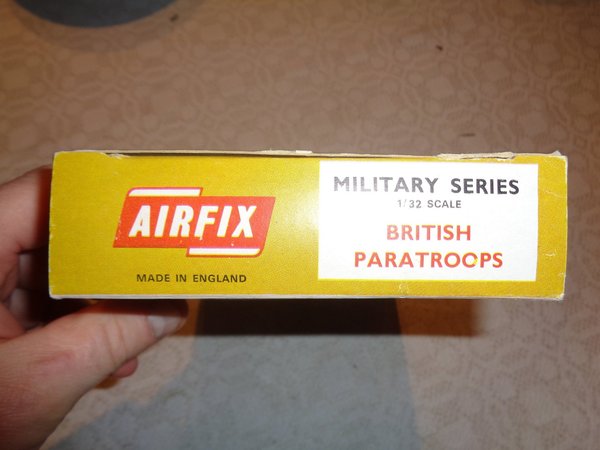 AIRFIX
MADE IN ENGLAND
MILITARY SERIES
1/32 SCALE
BRITISH
PARATROOPS